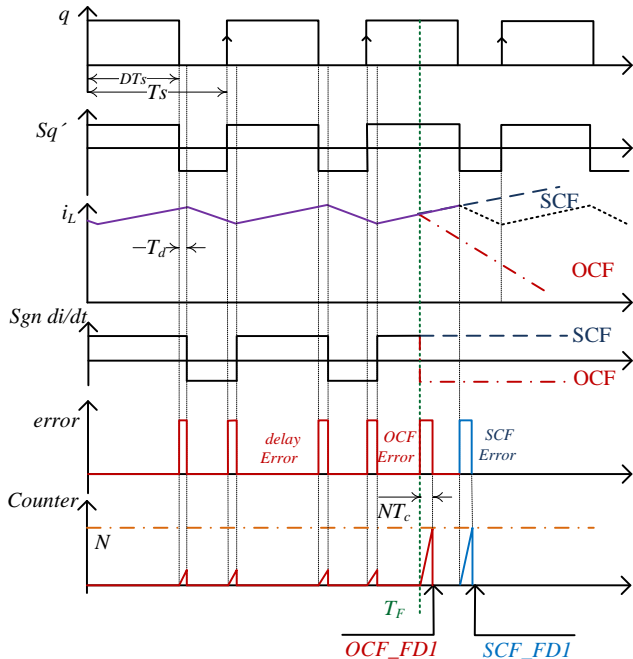 q
DTs
Ts
Sq´
i_L
SCF
T_d
OCF
Sgn di/dt
SCF
OCF
error
delay Error
OCF Error
SCF Error
Counter
NT_c
N
T_F
OCF_FD1
SCF_FD1